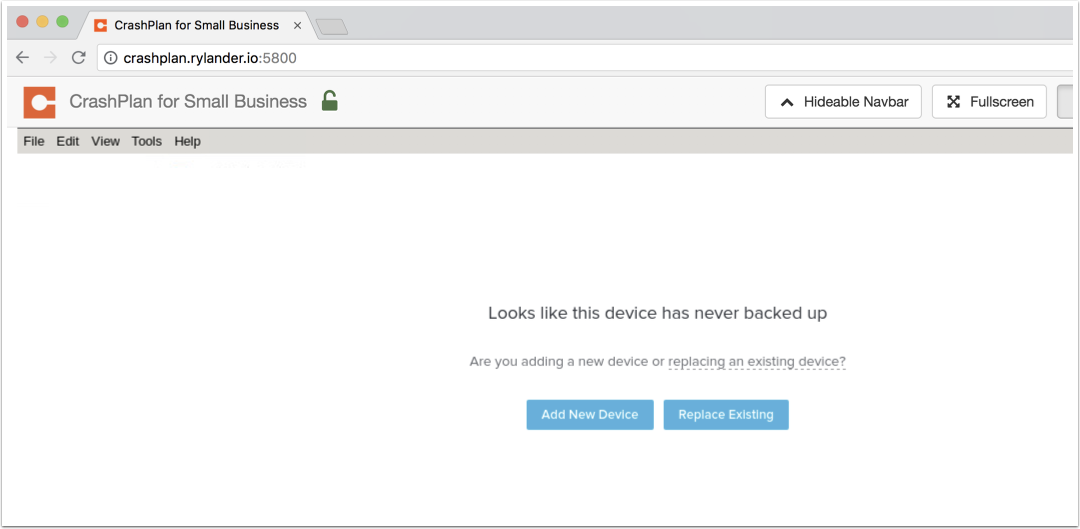 CrashPlan for Small Business
crashplan.rylander.io:5800
CrashPlan for Small Business Hideable Navbar Fullscreen
File Edit View Tools Help
Looks like this device has never backed up
Are you adding a new device or replacing an existing device?
Add New Device Replace Existing